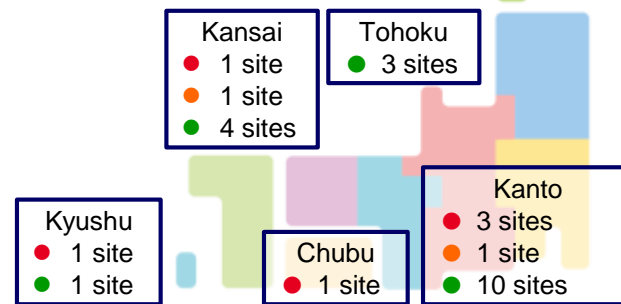 Kansai
1 site
1 site
4 sites
Tohoku
3 sites
Kyushu
1 site
1 site
Chubu
1 site
Kanto
3 sites
1 site
10 sites